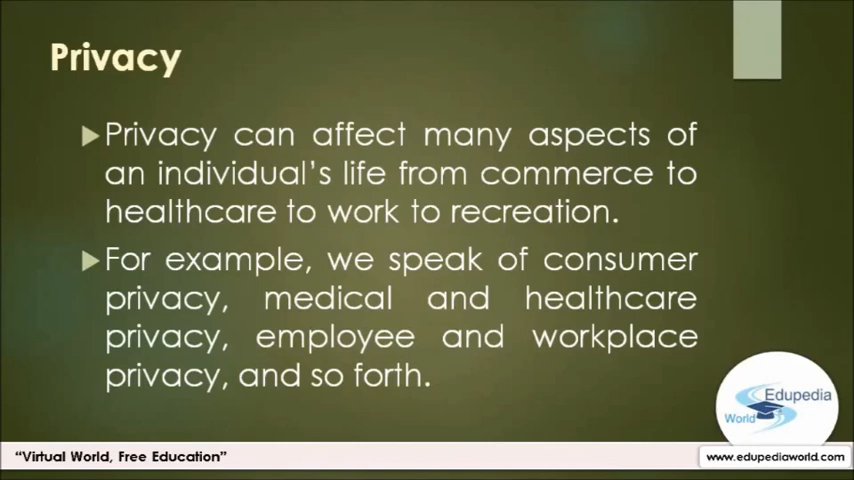 Privacy
Privacy can affect many aspects of
an individual's life from commerce to
healthcare to work to recreation.
For example, we speak of consumer
privacy, medical and healthcare
privacy, employee and workplace
privacy, and so forth.
Edupedia
World
"Virtual World, Free Education"
www.edupediaworld.com